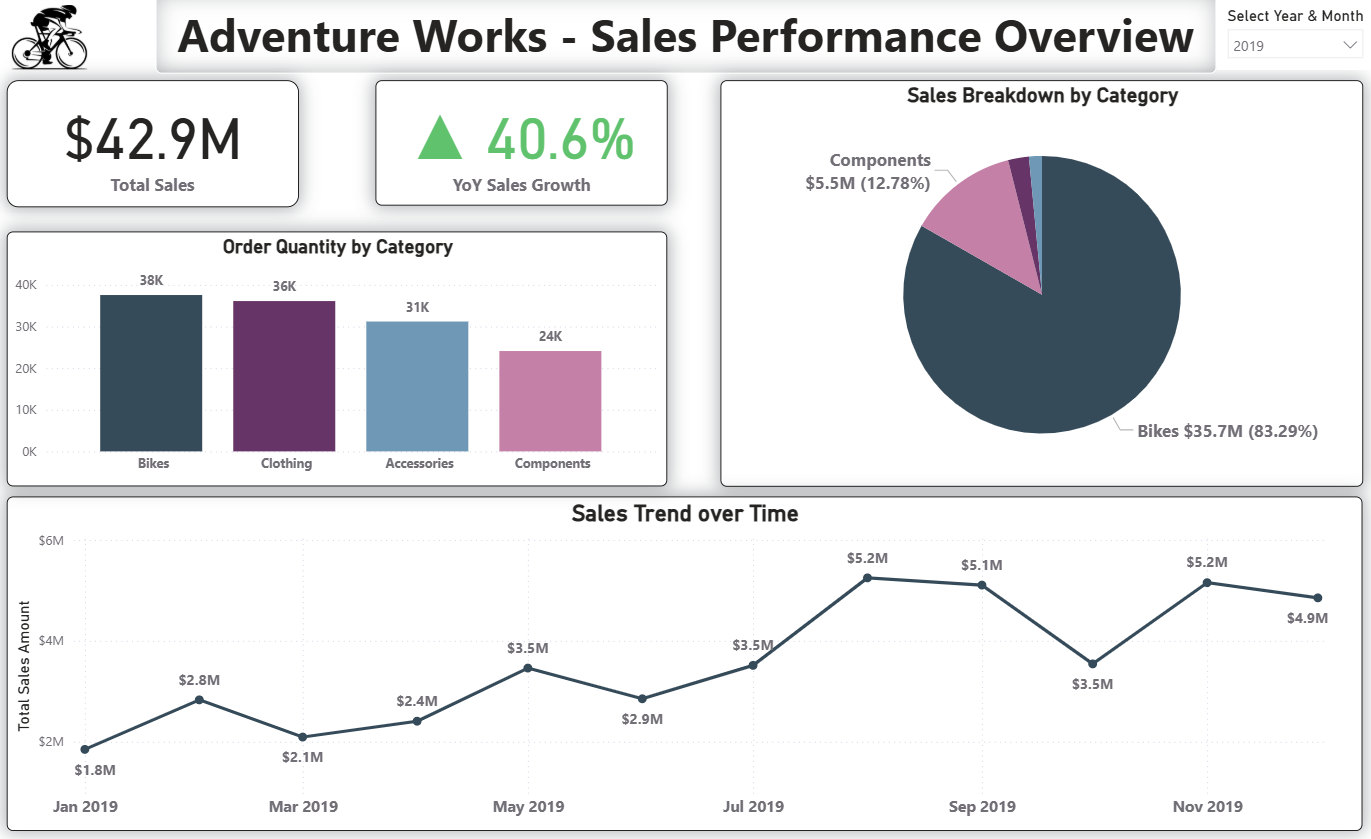 Adventure Works - Sales Performance Overview
Select Year & Month
2019
$42.9M
Total Sales
▲ 40.6%
YoY Sales Growth
Order Quantity by Category
40K
30K
20K
10K
0K
38K
36K
31K
24K
Bikes
Clothing
Accessories
Components
Sales Breakdown by Category
Components
$5.5M (12.78%)
Bikes $35.7M (83.29%)
Sales Trend over Time
Total Sales Amount
$6M
$4M
$2M
$1.8M
$2.8M
$2.1M
$2.4M
$3.5M
$2.9M
$3.5M
$5.2M
$5.1M
$3.5M
$5.2M
$4.9M
Jan 2019
Mar 2019
May 2019
Jul 2019
Sep 2019
Nov 2019